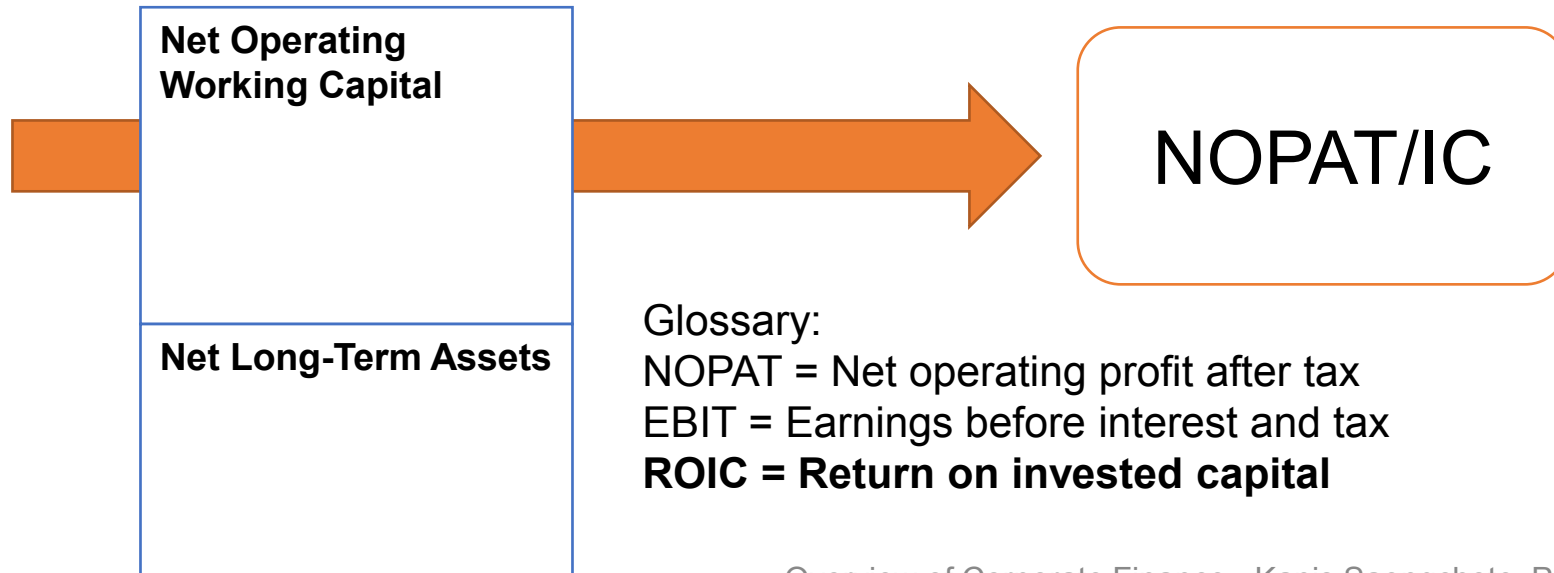 Net Operating
Working Capital
NOPAT/IC
Net Long-Term Assets
Glossary:
NOPAT = Net operating profit after tax
EBIT = Earnings before interest and tax
ROIC = Return on invested capital